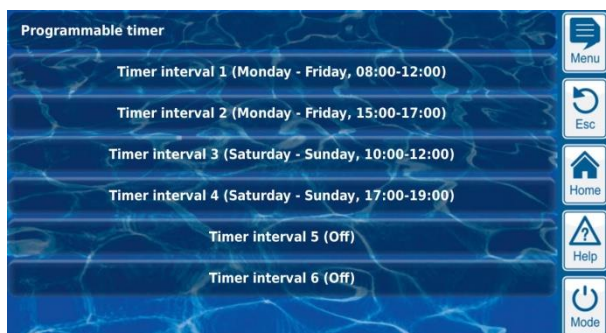 Programmable timer
Timer interval 1 (Monday - Friday, 08:00-12:00)
Timer interval 2 (Monday - Friday, 15:00-17:00)
Timer interval 3 (Saturday - Sunday, 10:00-12:00)
Timer interval 4 (Saturday - Sunday, 17:00-19:00)
Timer interval 5 (Off)
Timer interval 6 (Off)
Menu
Esc
Home
?
Help
Mode